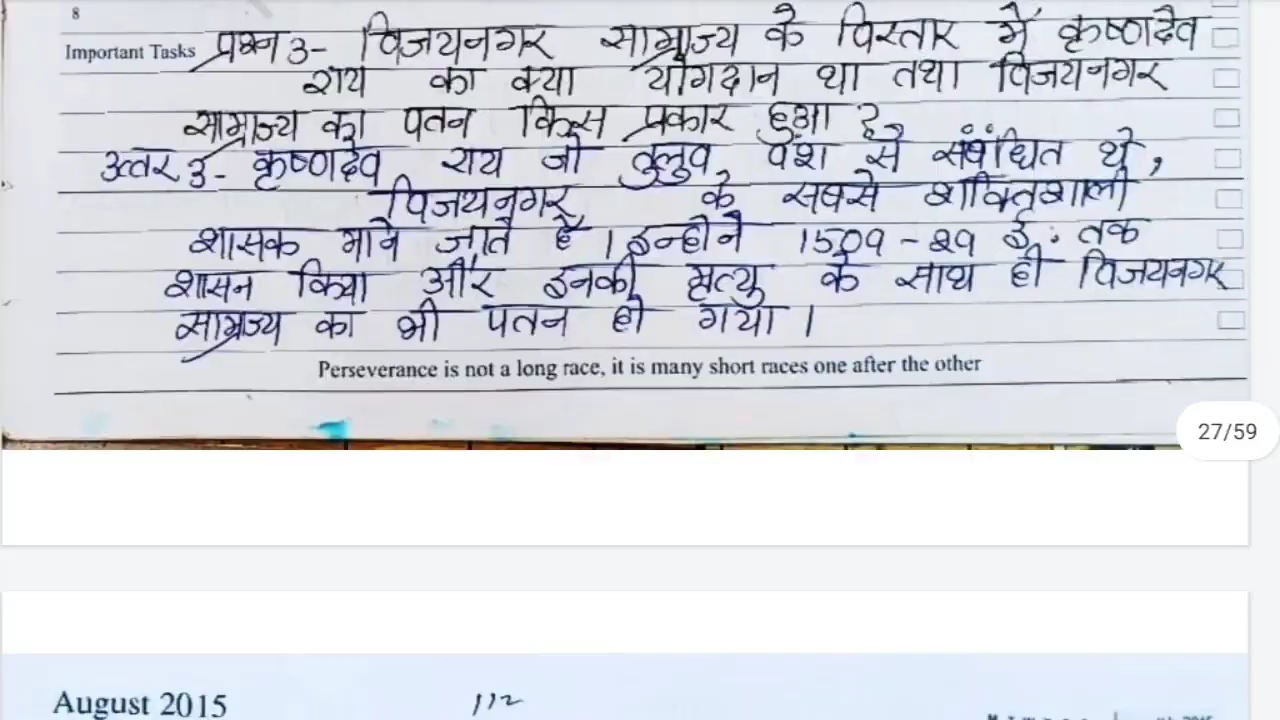 8
Important Tasks प्रश्न 3- विजयनगर साम्राज्य के विस्तार में कृष्णदेव
राय का क्या योगदान था तथा विजयनगर
साम्राज्य का पतन किस प्रकार हुआ ?
उत्तर 3- कृष्णदेव राय जो तुलुव वंश से संबंधित थे,
विजयनगर के सबसे शक्तिशाली
शासक माने जाते है । इन्होंने 1509 - 29 ई. तक
शासन किया और इनकी मृत्यु के साथ ही विजयनगर
साम्रज्य का भी पतन हो गया ।
Perseverance is not a long race, it is many short races one after the other
27/59
August 2015 112